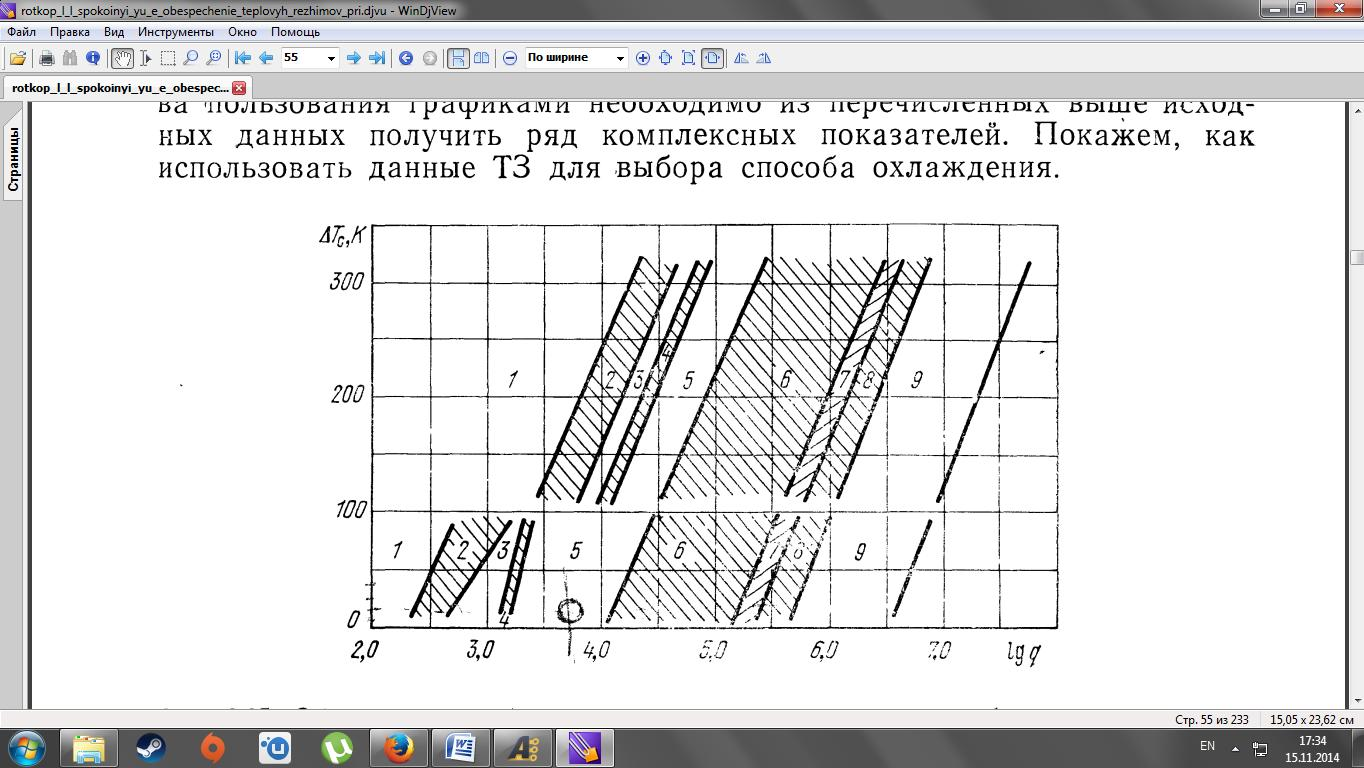 rotkop_l_l_spokoinyi_yu_e_obespechenie_teplovyh_rezhimov_pri.djvu - WinDjView
Файл Правка Вид Инструменты Окно Помощь
55 По ширине
rotkop_l_l_spokoinyi_yu_e_obespec...
Страницы
ва пользования графиками необходимо из перечисленных выше исход-
ных данных получить ряд комплексных показателей. Покажем, как
использовать данные ТЗ для выбора способа охлаждения.
ΔTc, K
300
4
1 2 3 5 6 7 8 9
200
100
1 2 3 5 6 7 8 9
0
4
2,0 3,0 4,0 5,0 6,0 7,0 lg q
Стр. 55 из 233 15,05 x 23,62 см
EN 17:34
15.11.2014